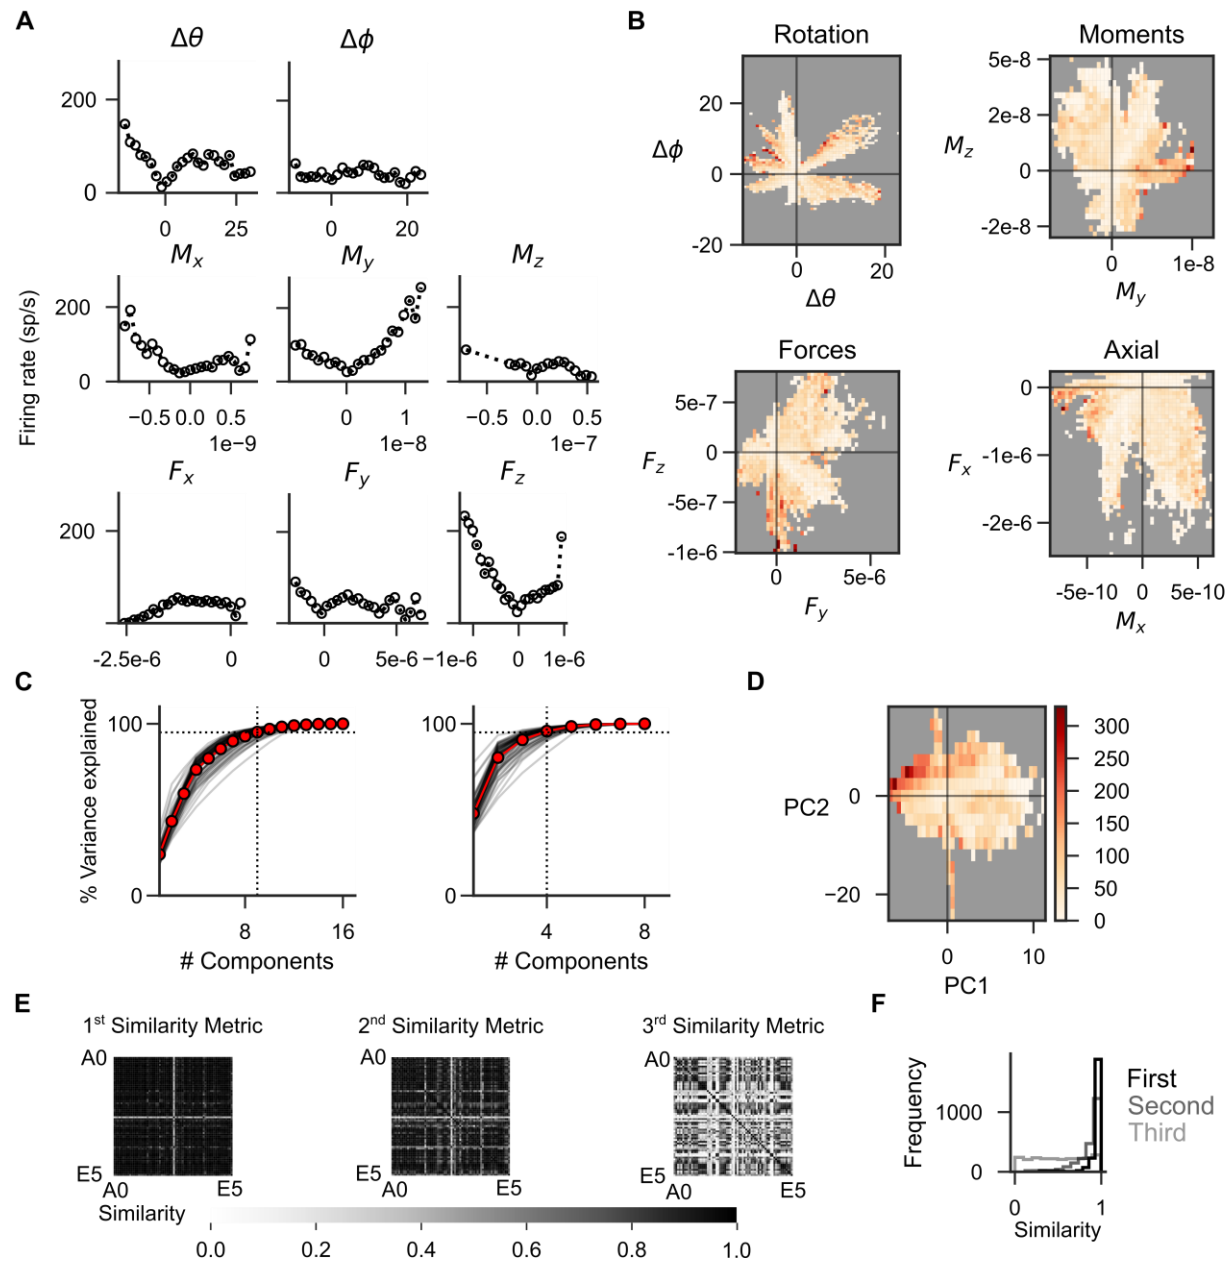 A
Δθ
Δϕ
200
0
0
25
0
20
Firing rate (sp/s)
Mx
My
Mz
200
0
−0.5
0.0
0.5
1e−9
0
1
1e−8
−0.5
0.0
0.5
1e−7
Fx
Fy
Fz
200
-2.5e-6
0
0
5e-6
−1e−6
0
1e−6
B
Rotation
Δϕ
20
0
-20
0
20
Δθ
Moments
Mz
5e-8
2e-8
0
-2e-8
0
1e-8
My
Forces
Fz
5e-7
0
-5e-7
-1e-6
0
5e-6
Fy
Axial
Fx
0
-1e-6
-2e-6
-5e-10
0
5e-10
Mx
C
% Variance explained
100
0
8
16
# Components
100
0
4
8
# Components
D
PC2
0
−20
0
10
PC1
300
250
200
150
100
50
0
E
1st Similarity Metric
A0
E5
A0
E5
2nd Similarity Metric
A0
E5
A0
E5
3rd Similarity Metric
A0
E5
A0
E5
Similarity
0.0
0.2
0.4
0.6
0.8
1.0
F
Frequency
1000
0
0
1
Similarity
First
Second
Third